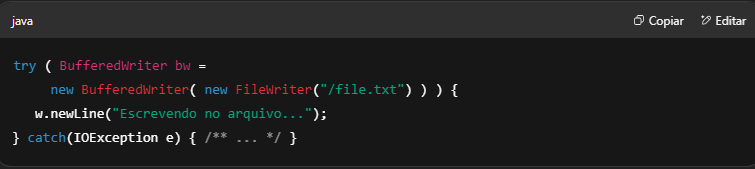 java Copiar Editar
try ( BufferedWriter bw =
new BufferedWriter( new FileWriter("/file.txt") ) ) {
w.newLine("Escrevendo no arquivo...");
} catch(IOException e) { /** ... */ }